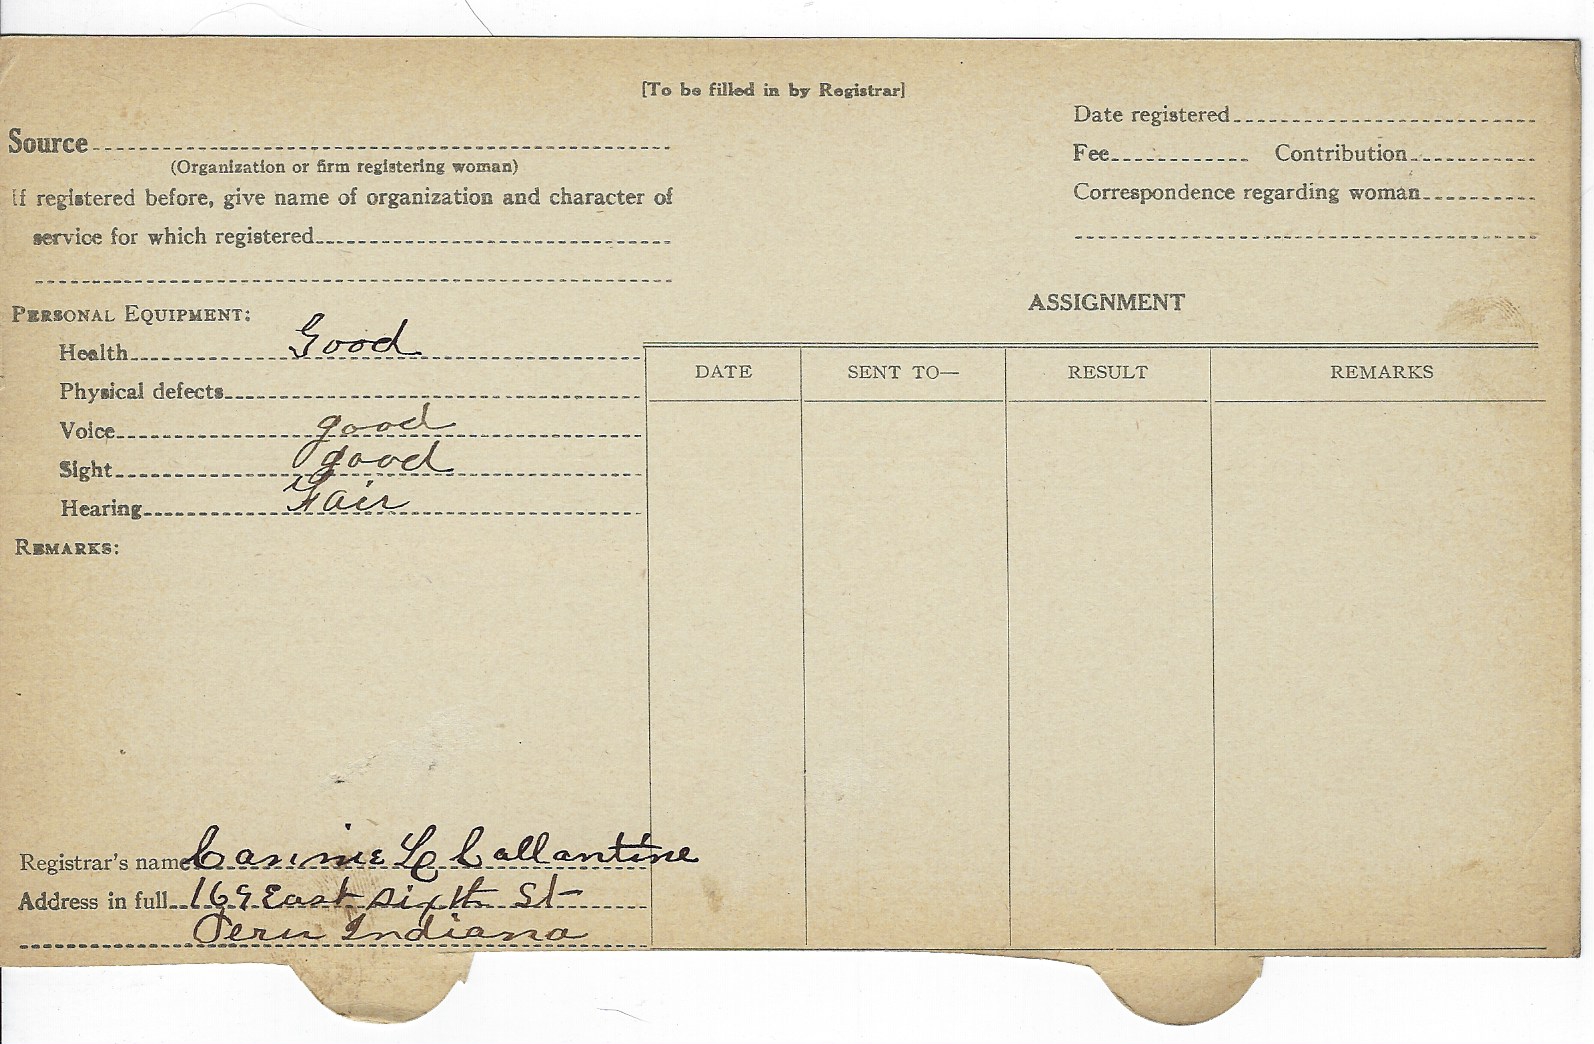 [To be filled in by Registrar]
Source
(Organization or firm registering woman)
If registered before, give name of organization and character of
service for which registered
Date registered
Fee Contribution
Correspondence regarding woman
PERSONAL EQUIPMENT:
Health Good
Physical defects
Voice good
Sight good
Hearing Fair
REMARKS:
ASSIGNMENT
DATE SENT TO— RESULT REMARKS
Registrar's name Callantine
Address in full 169 East sixth St
Peru Indiana